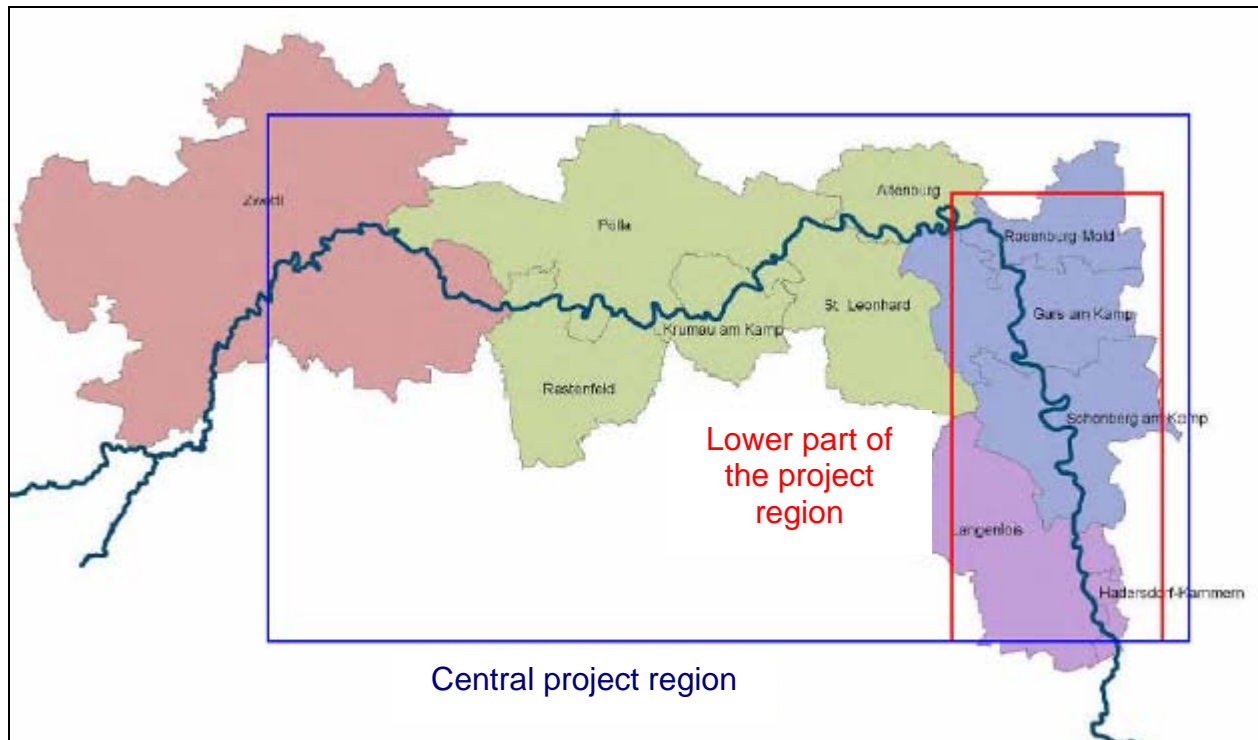 Zwettl
Pölla
Altenburg
Rosenburg-Mold
St. Leonhard
Gars am Kamp
Krumau am Kamp
Rastenfeld
Schönberg am Kamp
Lower part of
the project
region
Langenlois
Hadersdorf-Kammern
Central project region